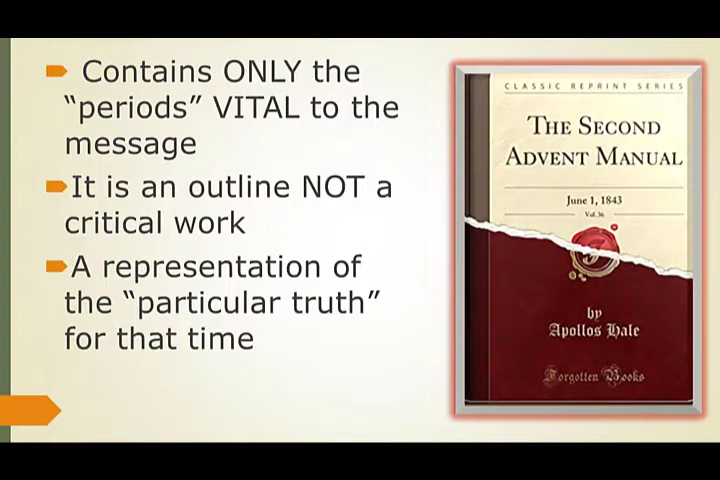 Contains ONLY the
“periods” VITAL to the
message
It is an outline NOT a
critical work
A representation of
the “particular truth”
for that time
CLASSIC REPRINT SERIES
THE SECOND
ADVENT MANUAL
June 1, 1843
Vol. 36
by
Apollos Hale
Forgotten Books